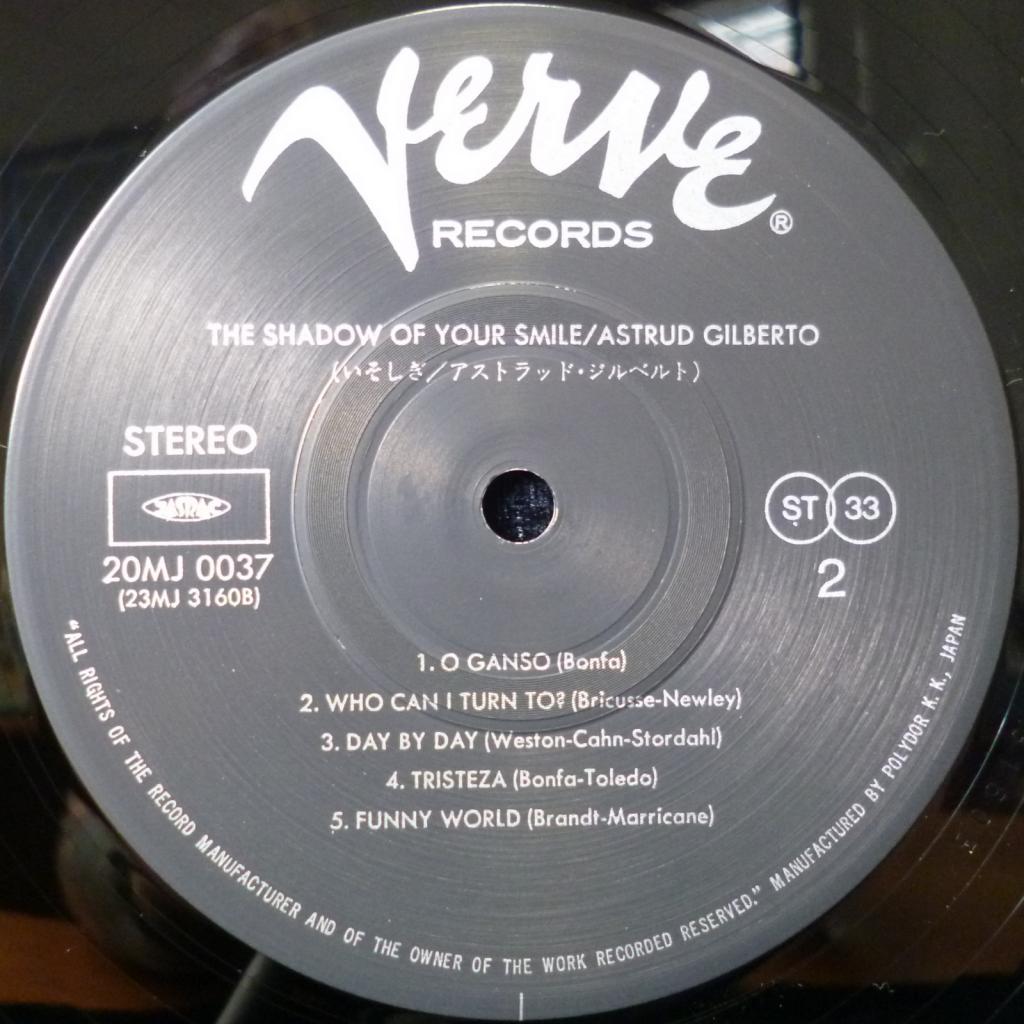 Verve
RECORDS ®
THE SHADOW OF YOUR SMILE/ASTRUD GILBERTO
(いそしぎ/アストラッド・ジルベルト)
STEREO
JASRAC
20MJ 0037
(23MJ 3160B)
ST 33
2
1. O GANSO (Bonfa)
2. WHO CAN I TURN TO? (Bricusse-Newley)
3. DAY BY DAY (Weston-Cahn-Stordahl)
4. TRISTEZA (Bonfa-Toledo)
5. FUNNY WORLD (Brandt-Marricane)
"ALL RIGHTS OF THE RECORD MANUFACTURER AND OF THE OWNER OF THE WORK RECORDED RESERVED." MANUFACTURED BY POLYDOR K. K., JAPAN